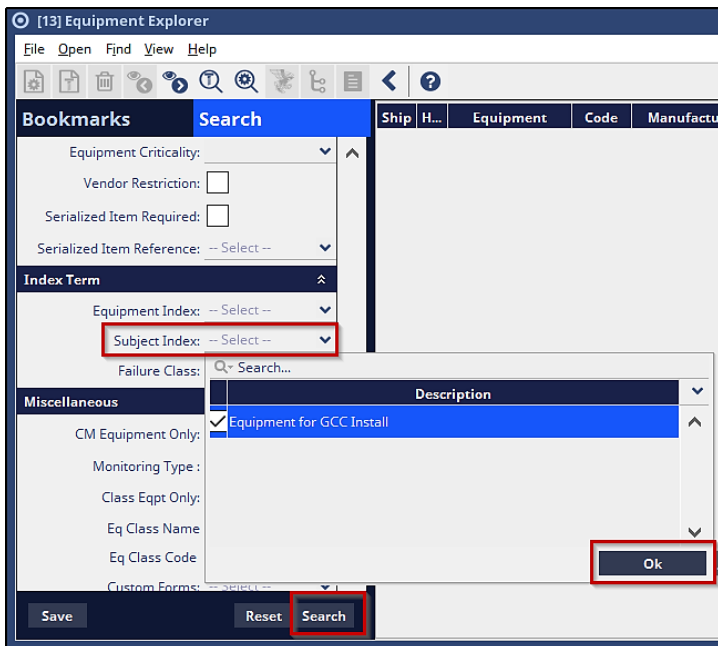 [13] Equipment Explorer
File Open Find View Help
Bookmarks Search
Ship H... Equipment Code Manufactu
Equipment Criticality:
Vendor Restriction:
Serialized Item Required:
Serialized Item Reference: -- Select --
Index Term
Equipment Index: -- Select --
Subject Index: -- Select --
Failure Class:
Search...
Description
Miscellaneous
Equipment for GCC Install
CM Equipment Only:
Monitoring Type :
Class Eqpt Only:
Eq Class Name
Eq Class Code
Ok
Custom Forms: -- Select --
Save Reset Search